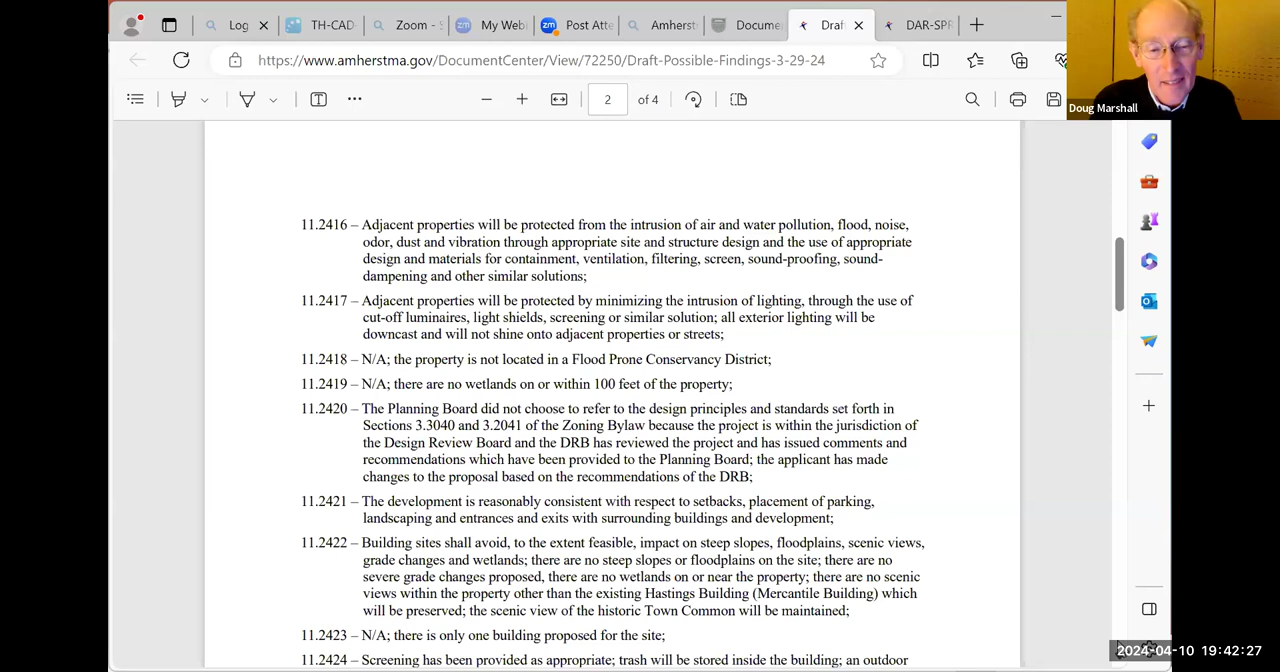 Log
TH-CAD
Zoom - S
My Web
Post Atte
Amherst
Docume
Draf
DAR-SPR
https://www.amherstma.gov/DocumentCenter/View/72250/Draft-Possible-Findings-3-29-24
2 of 4
Doug Marshall
11.2416 – Adjacent properties will be protected from the intrusion of air and water pollution, flood, noise,
odor, dust and vibration through appropriate site and structure design and the use of appropriate
design and materials for containment, ventilation, filtering, screen, sound-proofing, sound-
dampening and other similar solutions;
11.2417 – Adjacent properties will be protected by minimizing the intrusion of lighting, through the use of
cut-off luminaires, light shields, screening or similar solution; all exterior lighting will be
downcast and will not shine onto adjacent properties or streets;
11.2418 – N/A; the property is not located in a Flood Prone Conservancy District;
11.2419 – N/A; there are no wetlands on or within 100 feet of the property;
11.2420 – The Planning Board did not choose to refer to the design principles and standards set forth in
Sections 3.3040 and 3.2041 of the Zoning Bylaw because the project is within the jurisdiction of
the Design Review Board and the DRB has reviewed the project and has issued comments and
recommendations which have been provided to the Planning Board; the applicant has made
changes to the proposal based on the recommendations of the DRB;
11.2421 – The development is reasonably consistent with respect to setbacks, placement of parking,
landscaping and entrances and exits with surrounding buildings and development;
11.2422 – Building sites shall avoid, to the extent feasible, impact on steep slopes, floodplains, scenic views,
grade changes and wetlands; there are no steep slopes or floodplains on the site; there are no
severe grade changes proposed, there are no wetlands on or near the property; there are no scenic
views within the property other than the existing Hastings Building (Mercantile Building) which
will be preserved; the scenic view of the historic Town Common will be maintained;
11.2423 – N/A; there is only one building proposed for the site;
11.2424 – Screening has been provided as appropriate; trash will be stored inside the building; an outdoor
2024-04-10 19:42:27